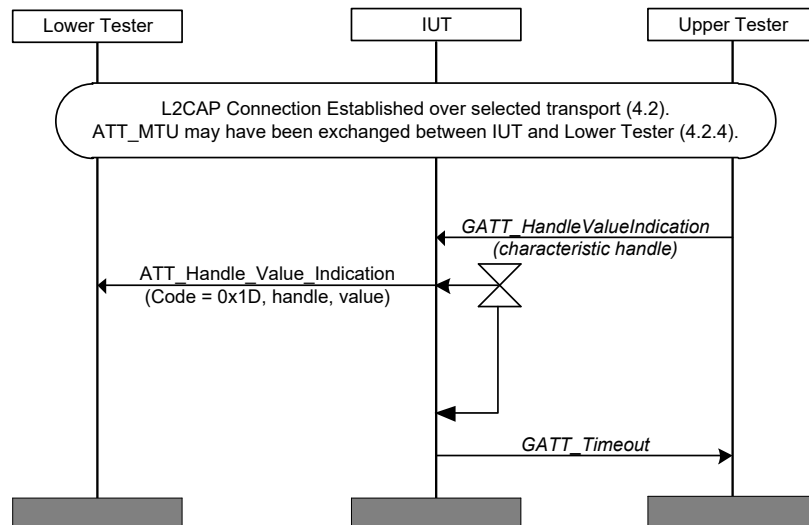 Lower Tester
IUT
Upper Tester
L2CAP Connection Established over selected transport (4.2).
ATT_MTU may have been exchanged between IUT and Lower Tester (4.2.4).
GATT_HandleValueIndication
(characteristic handle)
ATT_Handle_Value_Indication
(Code = 0x1D, handle, value)
GATT_Timeout